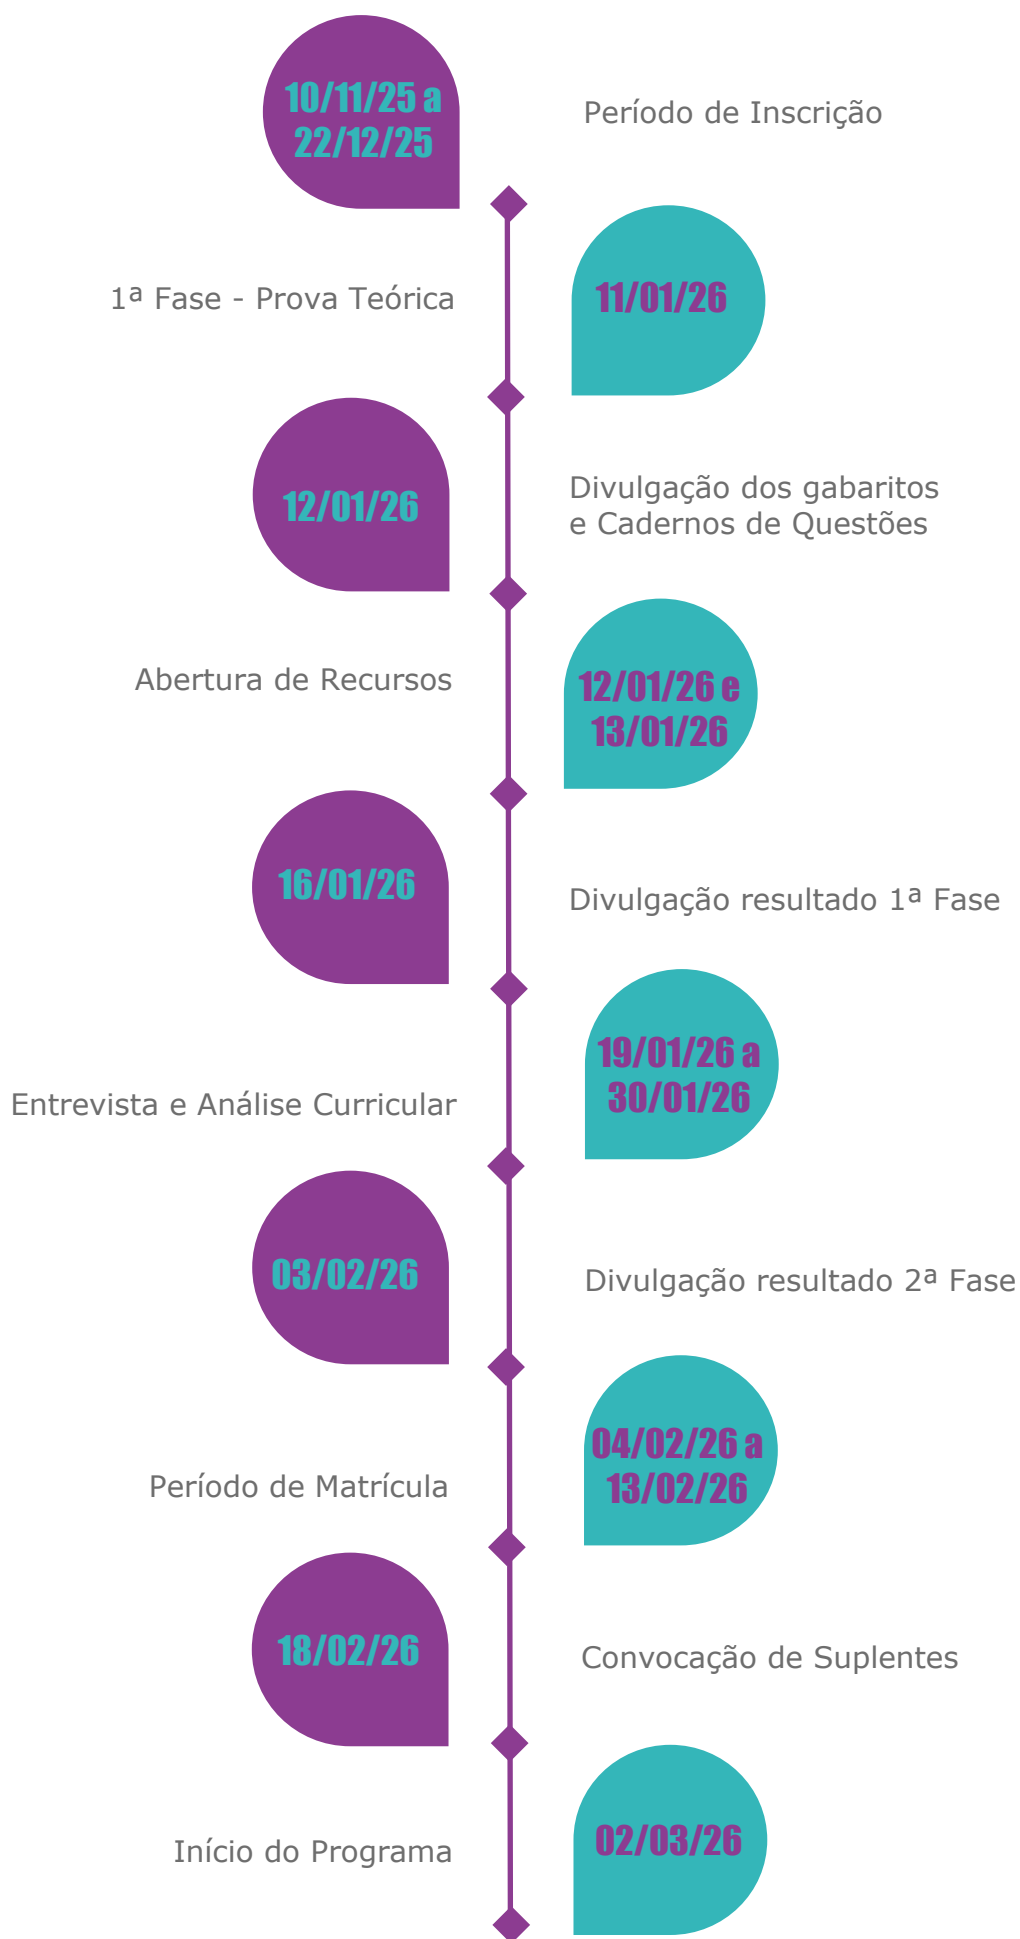 10/11/25 a
22/12/25
Período de Inscrição
1ª Fase - Prova Teórica
11/01/26
12/01/26
Divulgação dos gabaritos
e Cadernos de Questões
Abertura de Recursos
12/01/26 e
13/01/26
16/01/26
Divulgação resultado 1ª Fase
Entrevista e Análise Curricular
19/01/26 a
30/01/26
03/02/26
Divulgação resultado 2ª Fase
Período de Matrícula
04/02/26 a
13/02/26
18/02/26
Convocação de Suplentes
Início do Programa
02/03/26